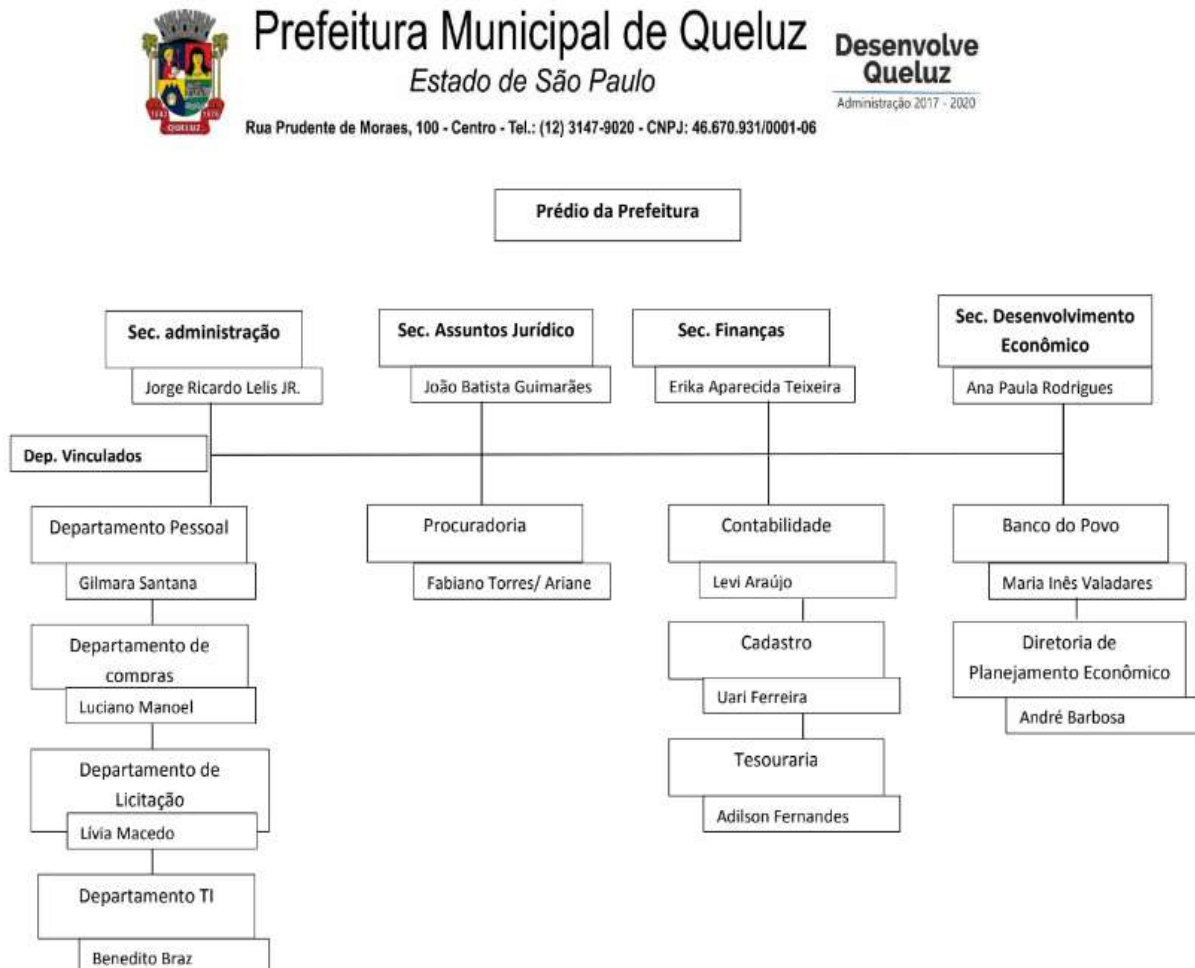 Prefeitura Municipal de Queluz
Estado de São Paulo
Desenvolve
Queluz
Administração 2017 - 2020
Rua Prudente de Moraes, 100 - Centro - Tel.: (12) 3147-9020 - CNPJ: 46.670.931/0001-06
QUELUZ
Prédio da Prefeitura
Sec. administração
Jorge Ricardo Lelis JR.
Sec. Assuntos Jurídico
João Batista Guimarães
Sec. Finanças
Erika Aparecida Teixeira
Sec. Desenvolvimento
Econômico
Ana Paula Rodrigues
Dep. Vinculados
Departamento Pessoal
Gilmara Santana
Departamento de
compras
Luciano Manoel
Departamento de
Licitação
Lívia Macedo
Departamento TI
Benedito Braz
Procuradoria
Fabiano Torres/ Ariane
Contabilidade
Levi Araújo
Cadastro
Uari Ferreira
Tesouraria
Adilson Fernandes
Banco do Povo
Maria Inês Valadares
Diretoria de
Planejamento Econômico
André Barbosa